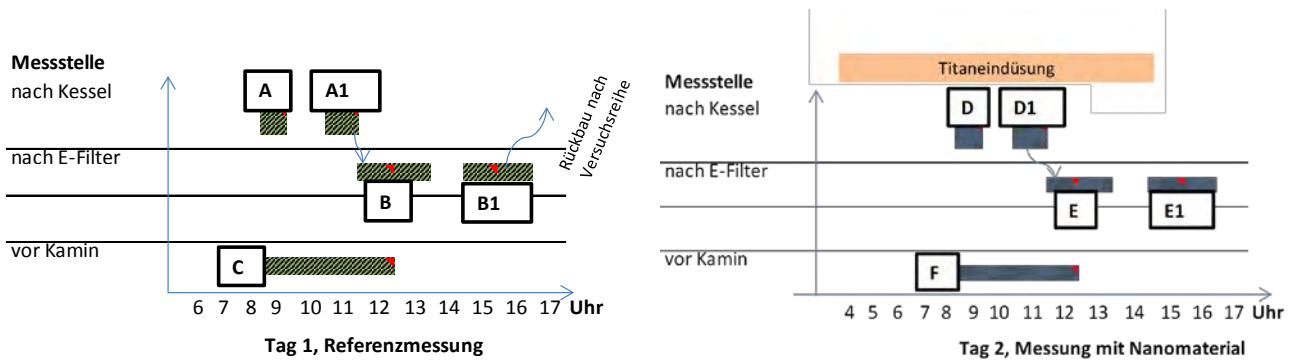 Messstelle
nach Kessel
A
A1
Rückbau nach
Versuchsreihe
nach E-Filter
B
B1
vor Kamin
C
6 7 8 9 10 11 12 13 14 15 16 17 Uhr
Tag 1, Referenzmessung
Titaneindüsung
Messstelle
nach Kessel
D
D1
nach E-Filter
E
E1
vor Kamin
F
4 5 6 7 8 9 10 11 12 13 14 15 16 17 Uhr
Tag 2, Messung mit Nanomaterial